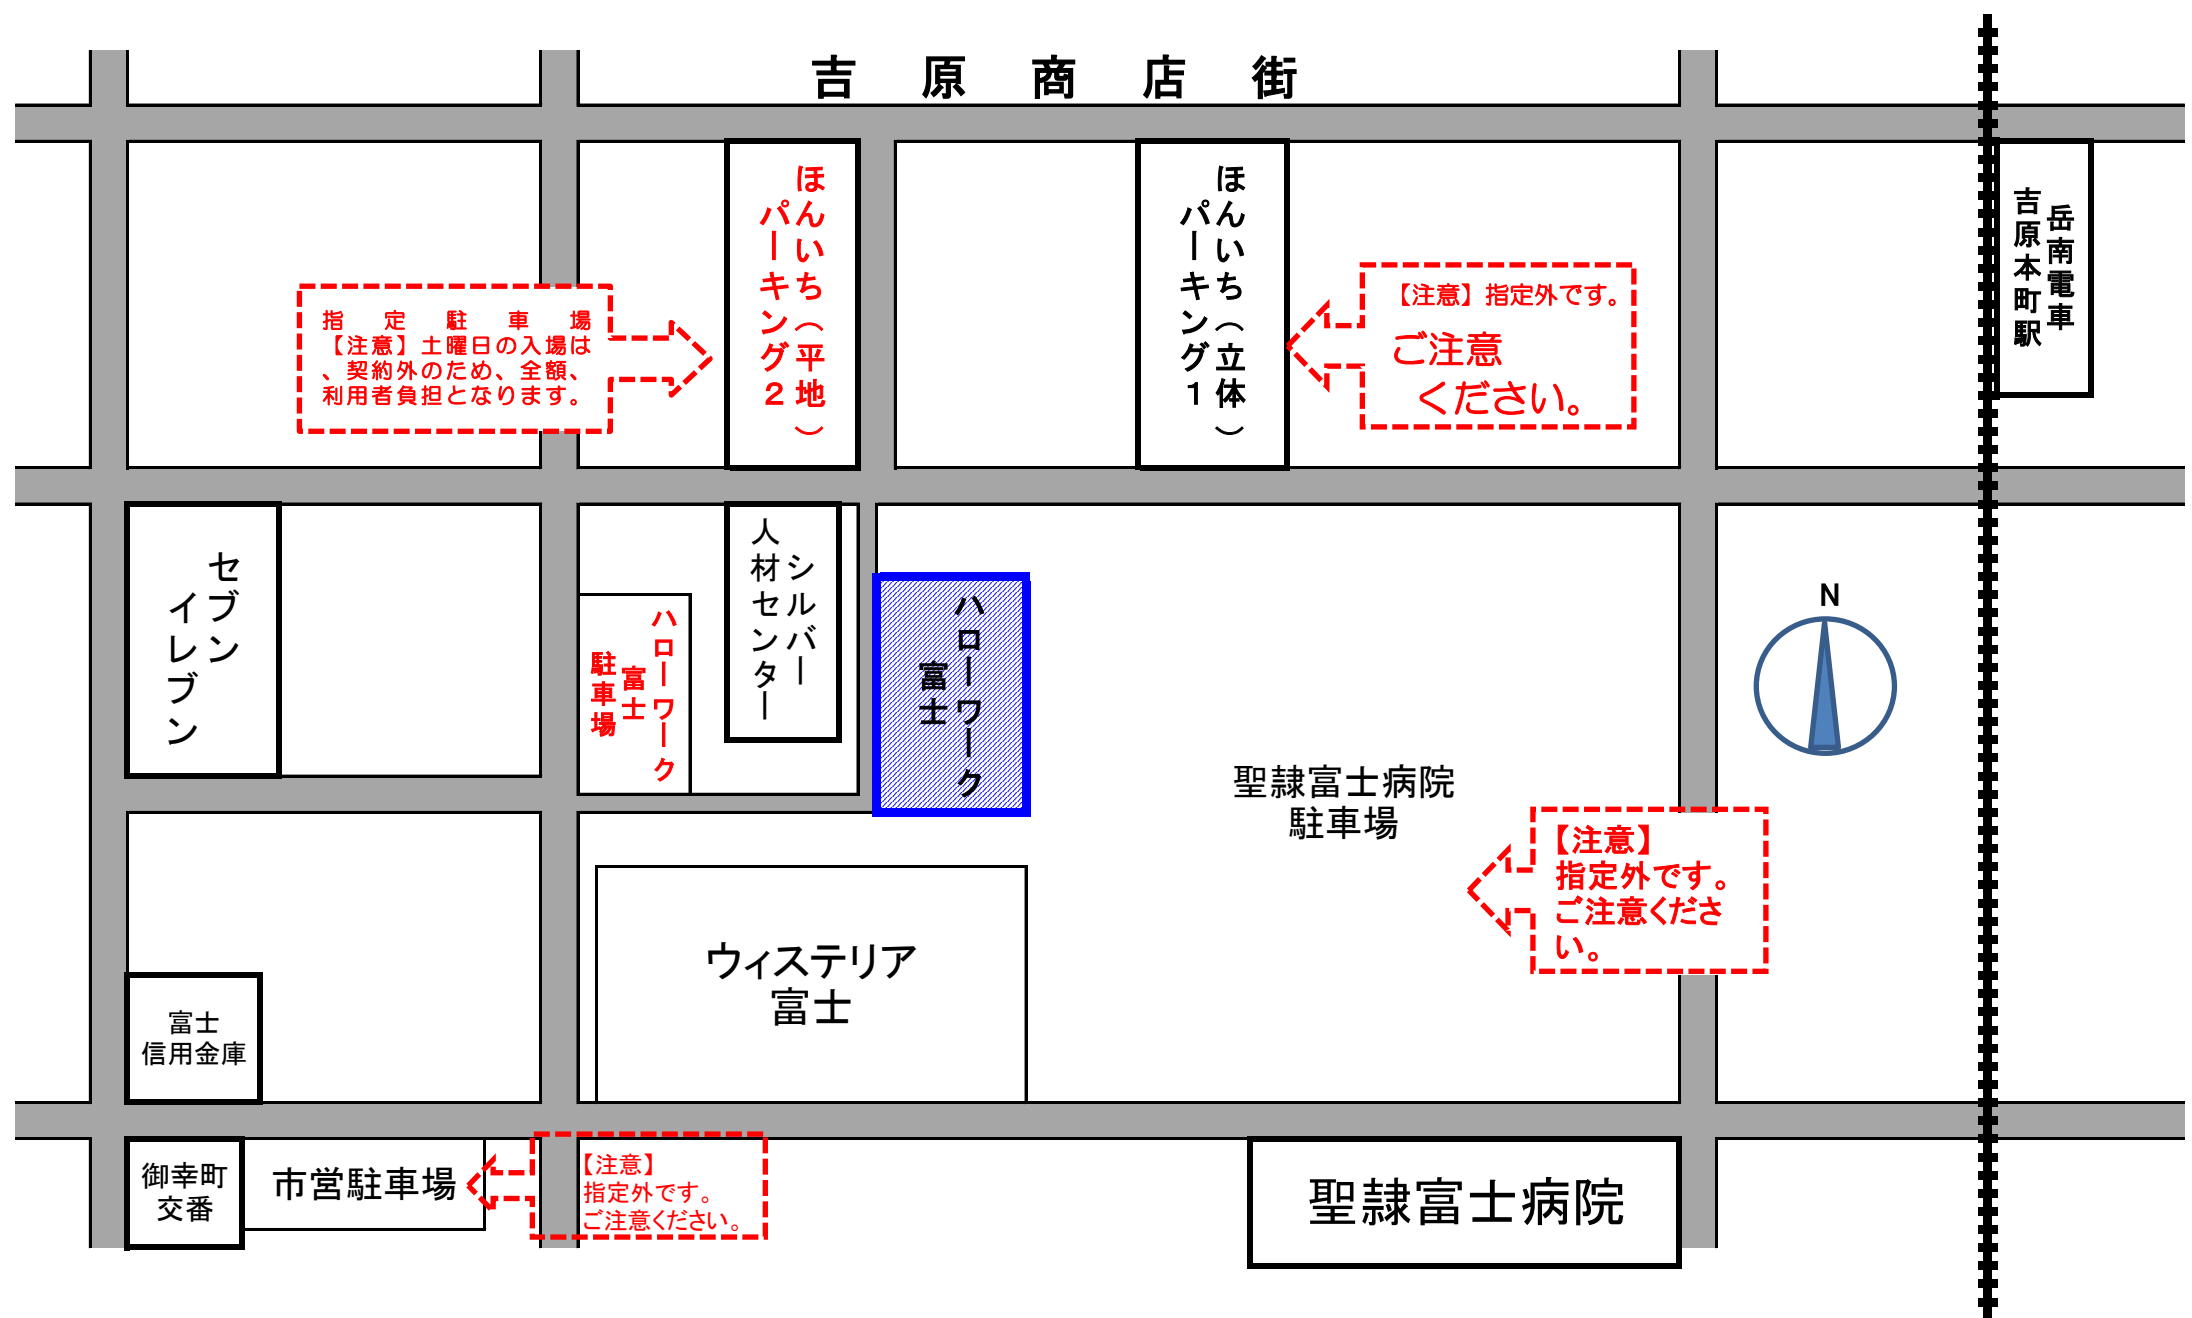 吉原商店街
ほんいち（平地）
パーキング２
ほんいち（立体）
パーキング１
岳南電車
吉原本町駅
指定駐車場
【注意】土曜日の入場は
、契約外のため、全額、
利用者負担となります。
【注意】指定外です。
ご注意
ください。
セブン
イレブン
ハローワーク
富士
駐車場
シルバー
人材センター
ハローワーク
富士
N
聖隷富士病院
駐車場
【注意】
指定外です。
ご注意くださ
い。
ウィステリア
富士
富士
信用金庫
御幸町
交番
市営駐車場
【注意】
指定外です。
ご注意ください。
聖隷富士病院